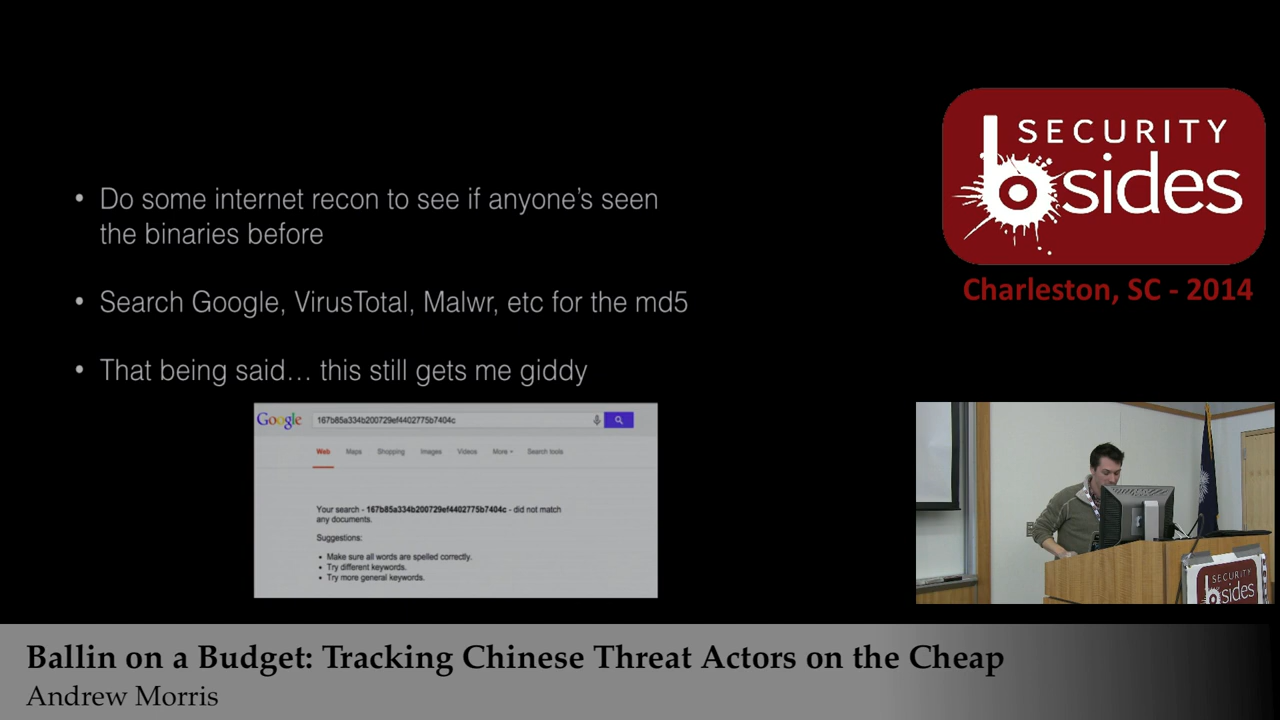 • Do some internet recon to see if anyone's seen
the binaries before
• Search Google, VirusTotal, Malwr, etc for the md5
• That being said… this still gets me giddy
Google
167b85a334b200729ef4402775b7404c
Web Maps Shopping Images Videos More Search tools
Your search - 167b85a334b200729ef4402775b7404c - did not match
any documents.
Suggestions:
• Make sure all words are spelled correctly.
• Try different keywords.
• Try more general keywords.
SECURITY
bsides
Charleston, SC - 2014
SECURITY
bsides
Ballin on a Budget: Tracking Chinese Threat Actors on the Cheap
Andrew Morris